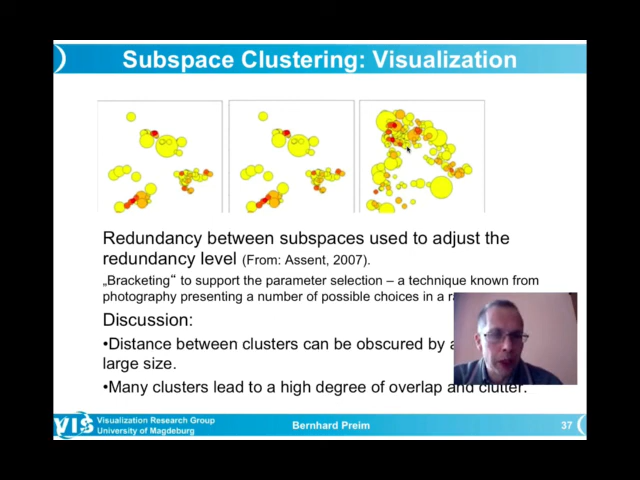 Subspace Clustering: Visualization
Redundancy between subspaces used to adjust the
redundancy level (From: Assent, 2007).
„Bracketing“ to support the parameter selection – a technique known from
photography presenting a number of possible choices in a
Discussion:
•Distance between clusters can be obscured by
large size.
•Many clusters lead to a high degree of overlap and clutter.
VIS
Visualization Research Group
University of Magdeburg
Bernhard Preim
37